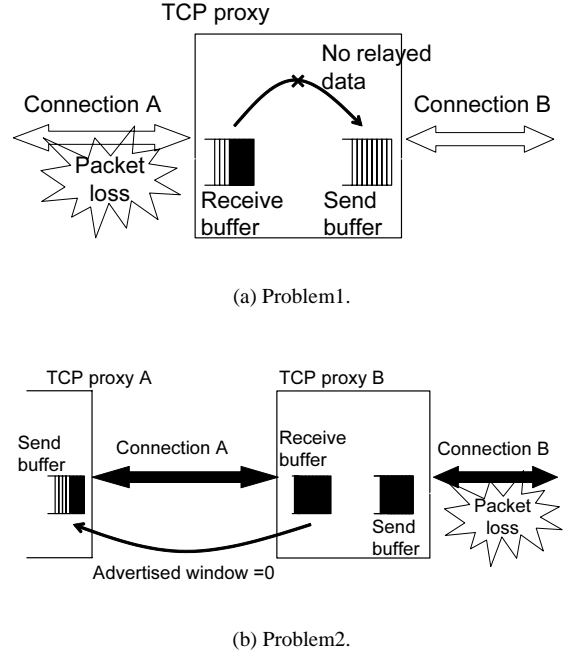 TCP proxy
No relayed
data
Connection A
Connection B
Packet
loss
Receive
buffer
Send
buffer
(a) Problem1.
TCP proxy A
TCP proxy B
Send
buffer
Connection A
Receive
buffer
Connection B
Packet
loss
Send
buffer
Advertised window =0
(b) Problem2.